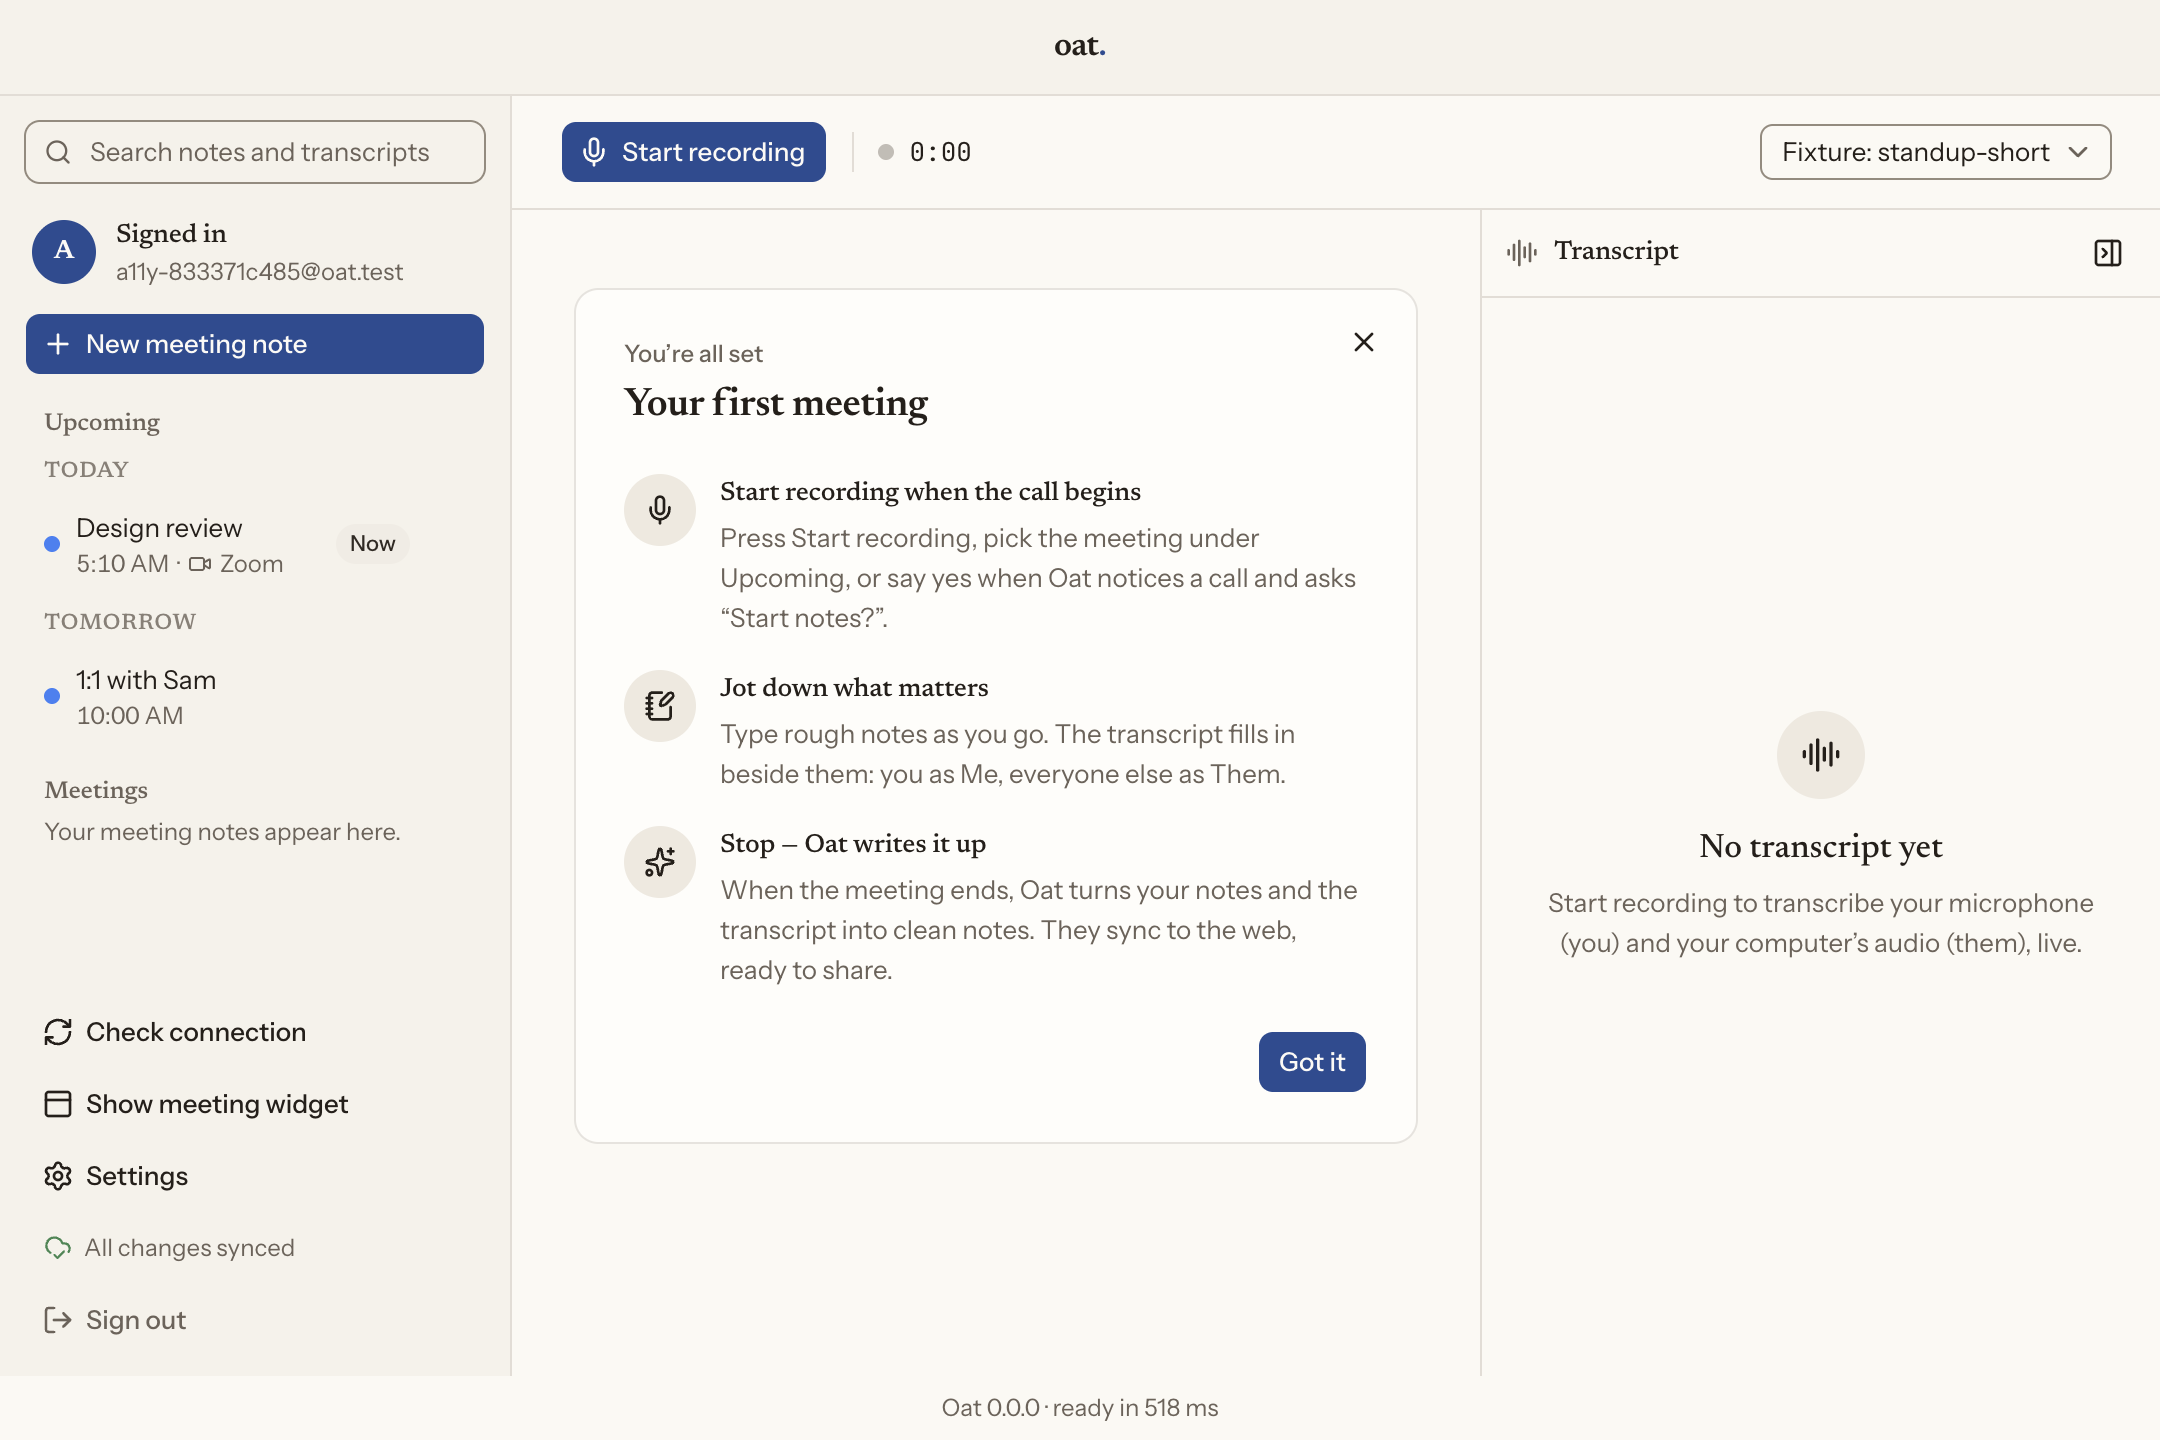 oat.
Search notes and transcripts
A
Signed in
a11y-833371c485@oat.test
New meeting note
Upcoming
TODAY
Design review
5:10 AM · Zoom
Now
TOMORROW
1:1 with Sam
10:00 AM
Meetings
Your meeting notes appear here.
Check connection
Show meeting widget
Settings
All changes synced
Sign out
Start recording
0:00
Fixture: standup-short
You’re all set
Your first meeting
Start recording when the call begins
Press Start recording, pick the meeting under
Upcoming, or say yes when Oat notices a call and asks
“Start notes?”.
Jot down what matters
Type rough notes as you go. The transcript fills in
beside them: you as Me, everyone else as Them.
Stop – Oat writes it up
When the meeting ends, Oat turns your notes and the
transcript into clean notes. They sync to the web,
ready to share.
Got it
Transcript
No transcript yet
Start recording to transcribe your microphone
(you) and your computer’s audio (them), live.
Oat 0.0.0 · ready in 518 ms